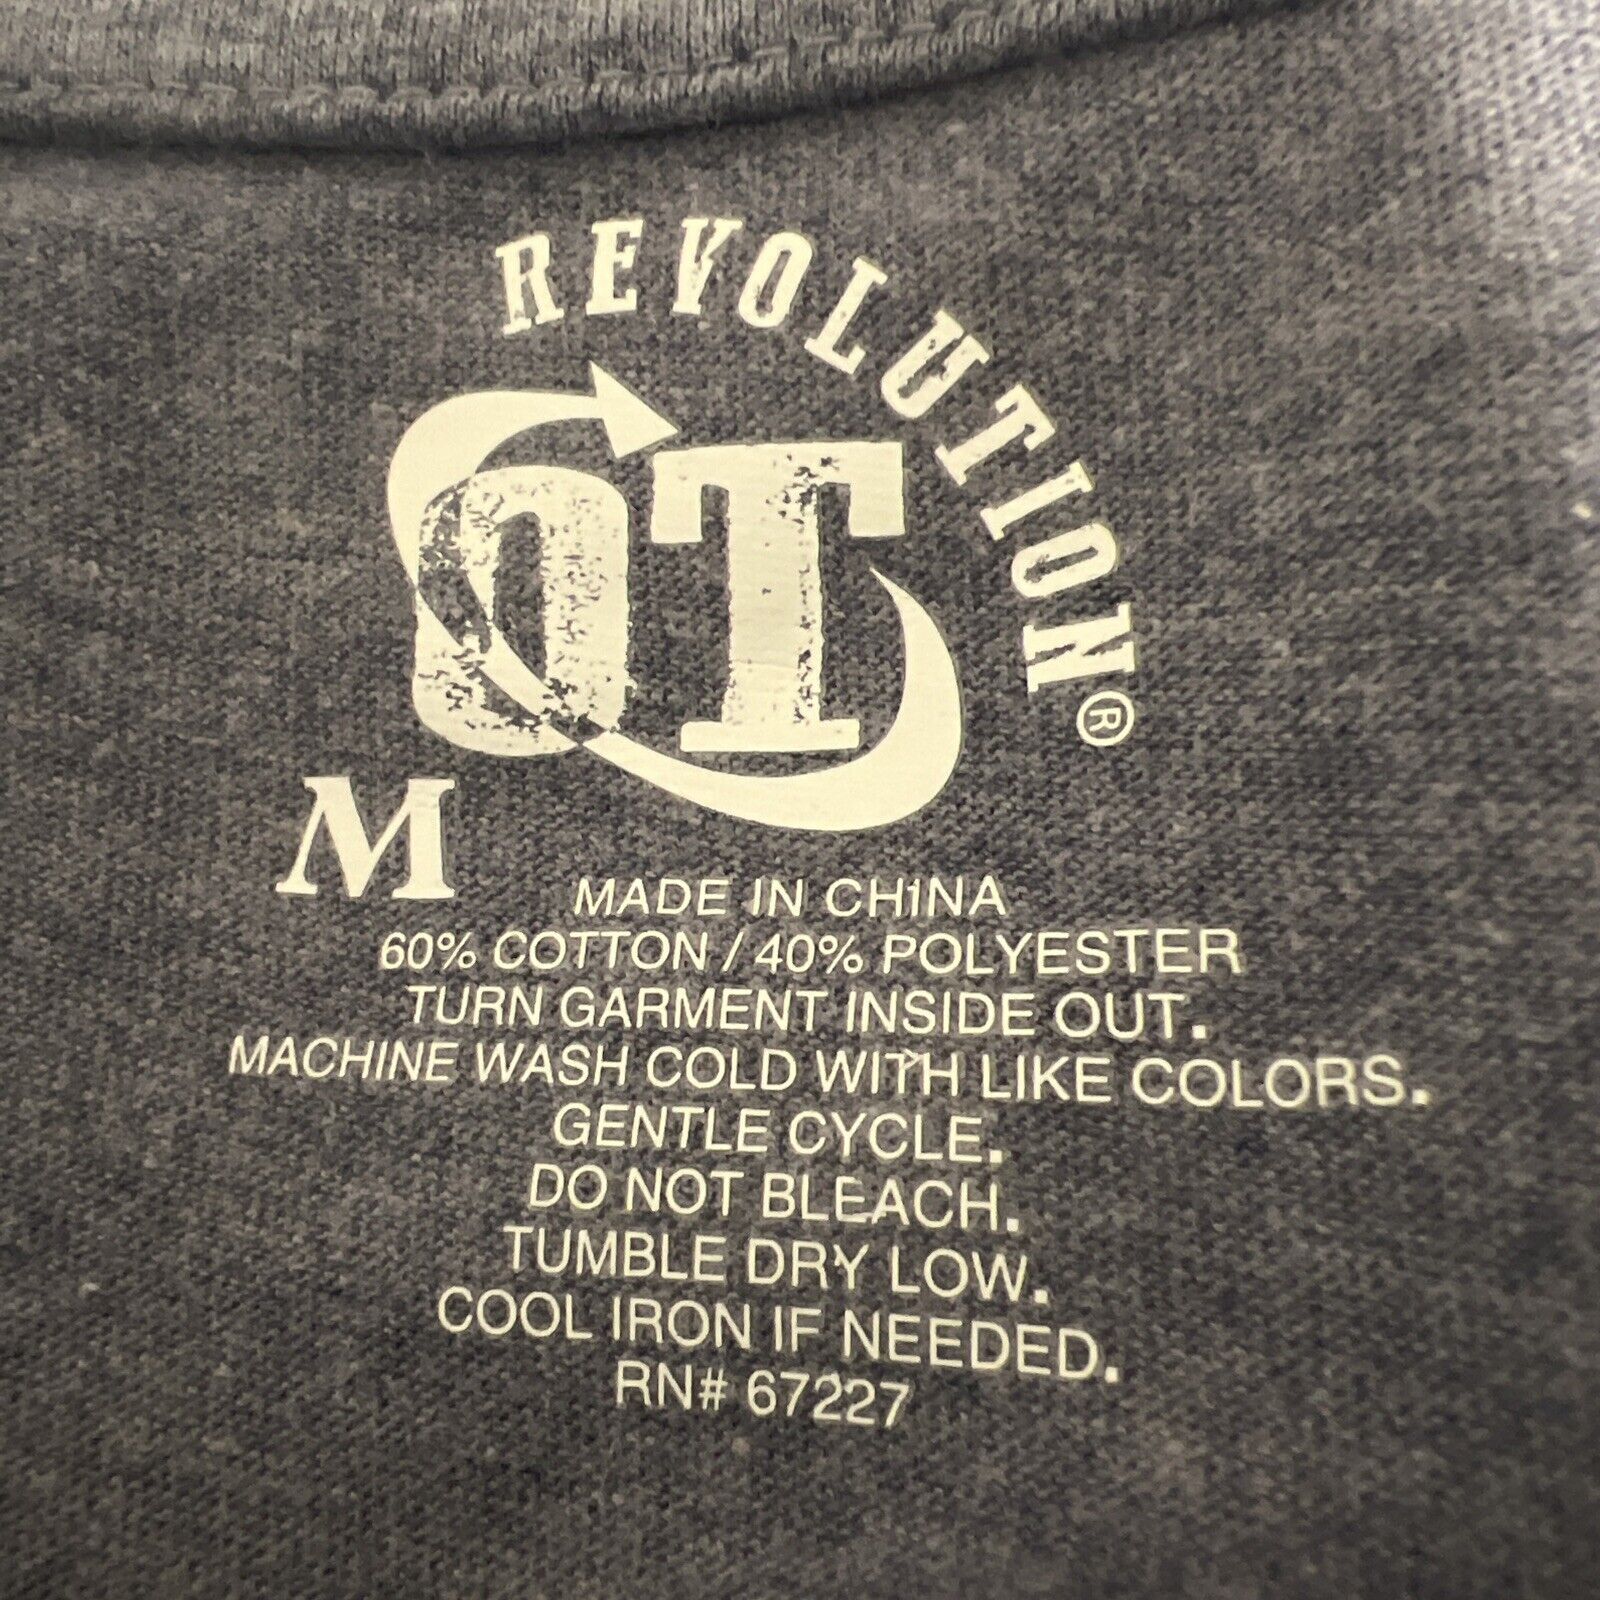 REVOLUTION®
OT
M
MADE IN CHINA
60% COTTON / 40% POLYESTER
TURN GARMENT INSIDE OUT.
MACHINE WASH COLD WITH LIKE COLORS.
GENTLE CYCLE.
DO NOT BLEACH.
TUMBLE DRY LOW.
COOL IRON IF NEEDED.
RN# 67227